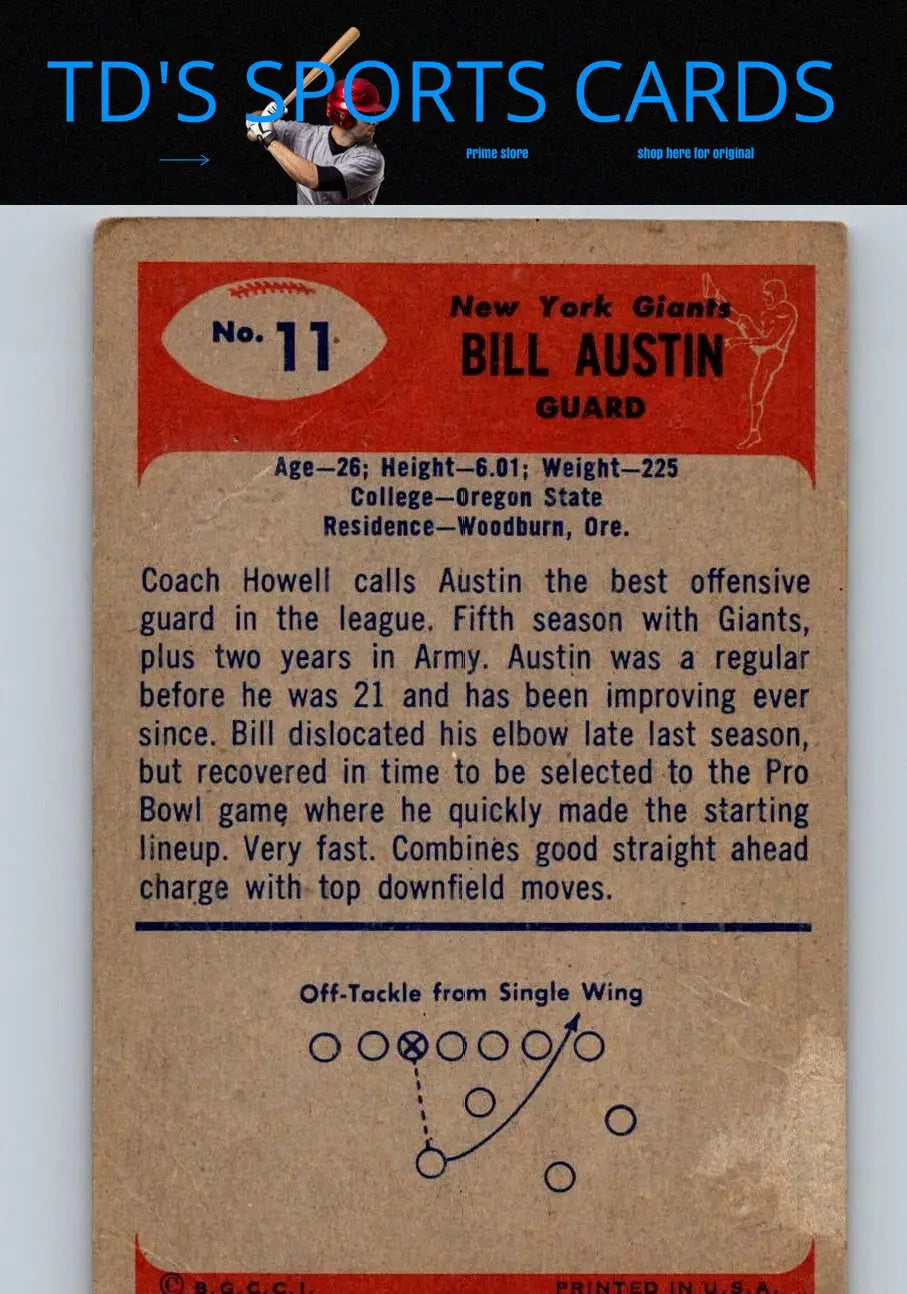 TD'S SPORTS CARDS
Prime store
shop here for original
No. 11
New York Giants
BILL AUSTIN
GUARD
Age—26; Height—6.01; Weight—225
College—Oregon State
Residence—Woodburn, Ore.
Coach Howell calls Austin the best offensive
guard in the league. Fifth season with Giants,
plus two years in Army. Austin was a regular
before he was 21 and has been improving ever
since. Bill dislocated his elbow late last season,
but recovered in time to be selected to the Pro
Bowl game where he quickly made the starting
lineup. Very fast. Combines good straight ahead
charge with top downfield moves.
Off-Tackle from Single Wing
© B.G.C.C.I.
PRINTED IN U.S.A.